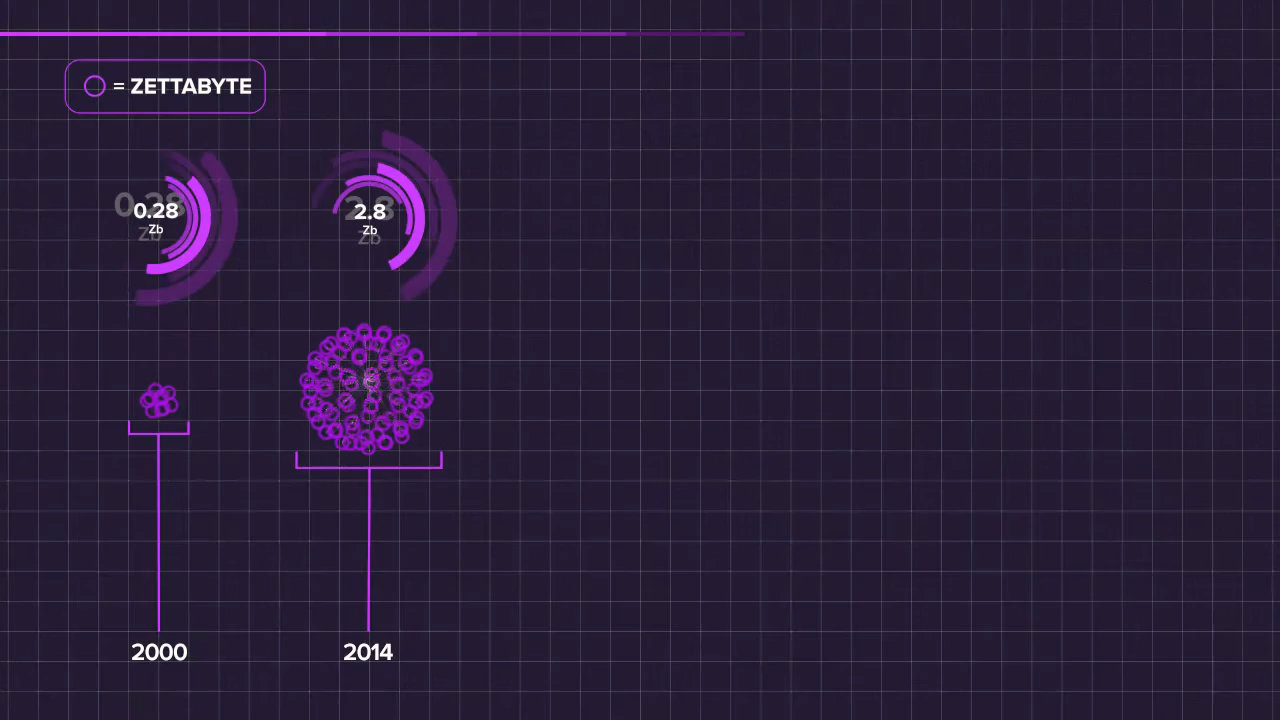 = ZETTABYTE
0.28
Zb
2.8
Zb
2000
2014